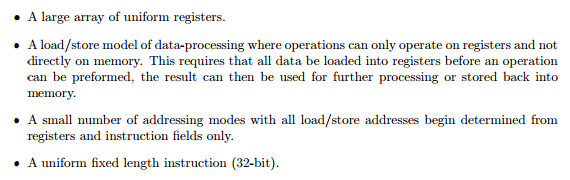 • A large array of uniform registers.
• A load/store model of data-processing where operations can only operate on registers and not
directly on memory. This requires that all data be loaded into registers before an operation
can be preformed, the result can then be used for further processing or stored back into
memory.
• A small number of addressing modes with all load/store addresses begin determined from
registers and instruction fields only.
• A uniform fixed length instruction (32-bit).